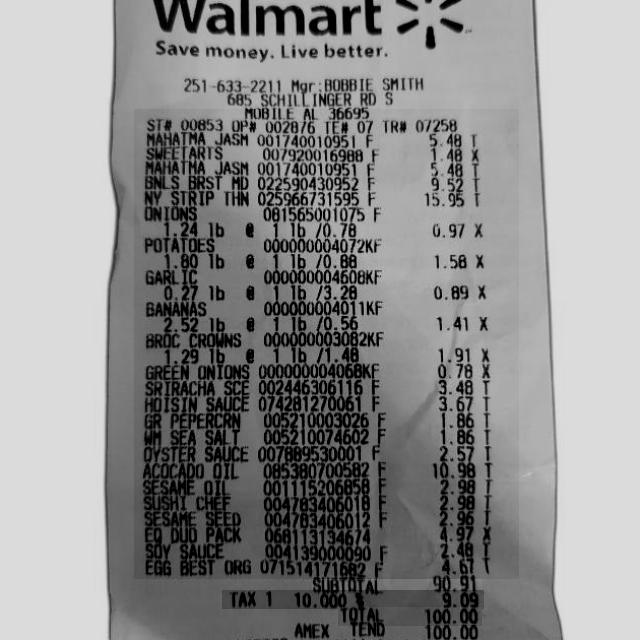 Walmart
Save money. Live better.
251-633-2211 Mgr:BOBBIE SMITH
685 SCHILLINGER RD S
MOBILE AL 36695
ST# 00853 OP# 002876 TE# 07 TR# 07258
MAHATMA JASM 001740010951 F 5.48 T
SWEETARTS 007920016988 F 1.48 X
MAHATMA JASM 001740010951 F 5.48 T
BNLS BRST MD 022590430952 F 9.52 T
NY STRIP THN 025966731595 F 15.95 T
ONIONS 081565001075 F
1.24 lb @ 1 lb /0.78 0.97 X
POTATOES 000000004072KF
1.80 lb @ 1 lb /0.88 1.58 X
GARLIC 000000004608KF
0.27 lb @ 1 lb /3.28 0.89 X
BANANAS 000000004011KF
2.52 lb @ 1 lb /0.56 1.41 X
BROC CROWNS 000000003082KF
1.29 lb @ 1 lb /1.48 1.91 X
GREEN ONIONS 000000004068KF 0.78 X
SRIRACHA SCE 002446306116 F 3.48 T
HOISIN SAUCE 074281270061 F 3.67 T
GR PEPERCRN 005210003026 F 1.86 T
WM SEA SALT 005210074602 F 1.86 T
OYSTER SAUCE 007889530001 F 2.57 T
ACOCADO OIL 085380700582 F 10.98 T
SESAME OIL 001115206858 F 2.98 T
SUSHI CHEF 004783406018 F 2.98 T
SESAME SEED 004783406012 F 2.96 T
EQ DUO PACK 068113134674 4.97 X
SOY SAUCE 004139000090 F 2.48 T
EGG BEST ORG 071514171682 F 4.61 T
SUBTOTAL 90.91
TAX 1 10.000 % 9.09
TOTAL 100.00
AMEX TEND 100.00